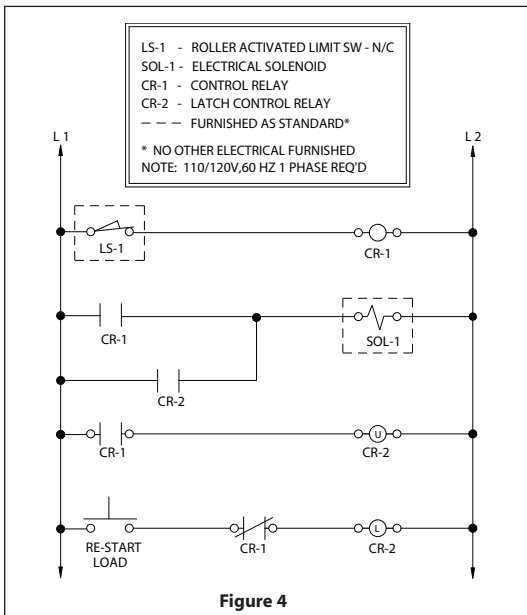 LS-1 - ROLLER ACTIVATED LIMIT SW - N/C
SOL-1 - ELECTRICAL SOLENOID
CR-1 - CONTROL RELAY
CR-2 - LATCH CONTROL RELAY
--- FURNISHED AS STANDARD*
* NO OTHER ELECTRICAL FURNISHED
NOTE: 110/120V,60 HZ 1 PHASE REQ'D
L 1
L 2
LS-1
CR-1
CR-1
SOL-1
CR-2
U
CR-1
CR-2
L
RE-START
LOAD
CR-1
CR-2
Figure 4